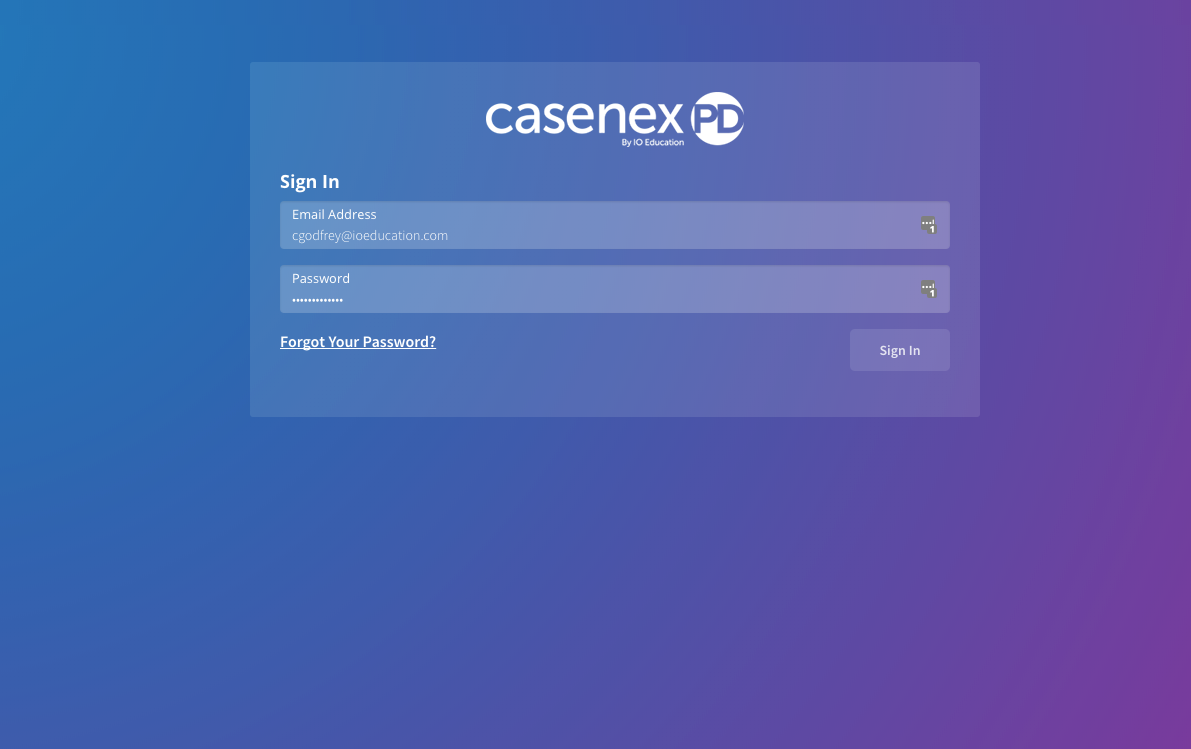 casenex PD
By IO Education
Sign In
Email Address
cgodfrey@ioeducation.com
Password
•••••••••••••
Forgot Your Password?
Sign In